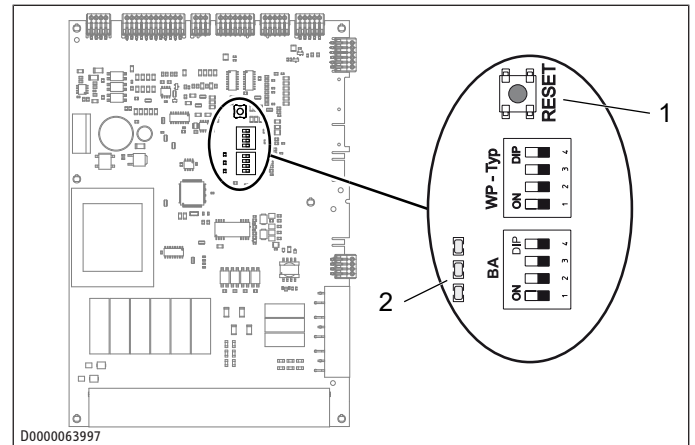 RESET
1
WP - Typ
ON DIP
1 2 3 4
2
BA
ON DIP
1 2 3 4
D0000063997